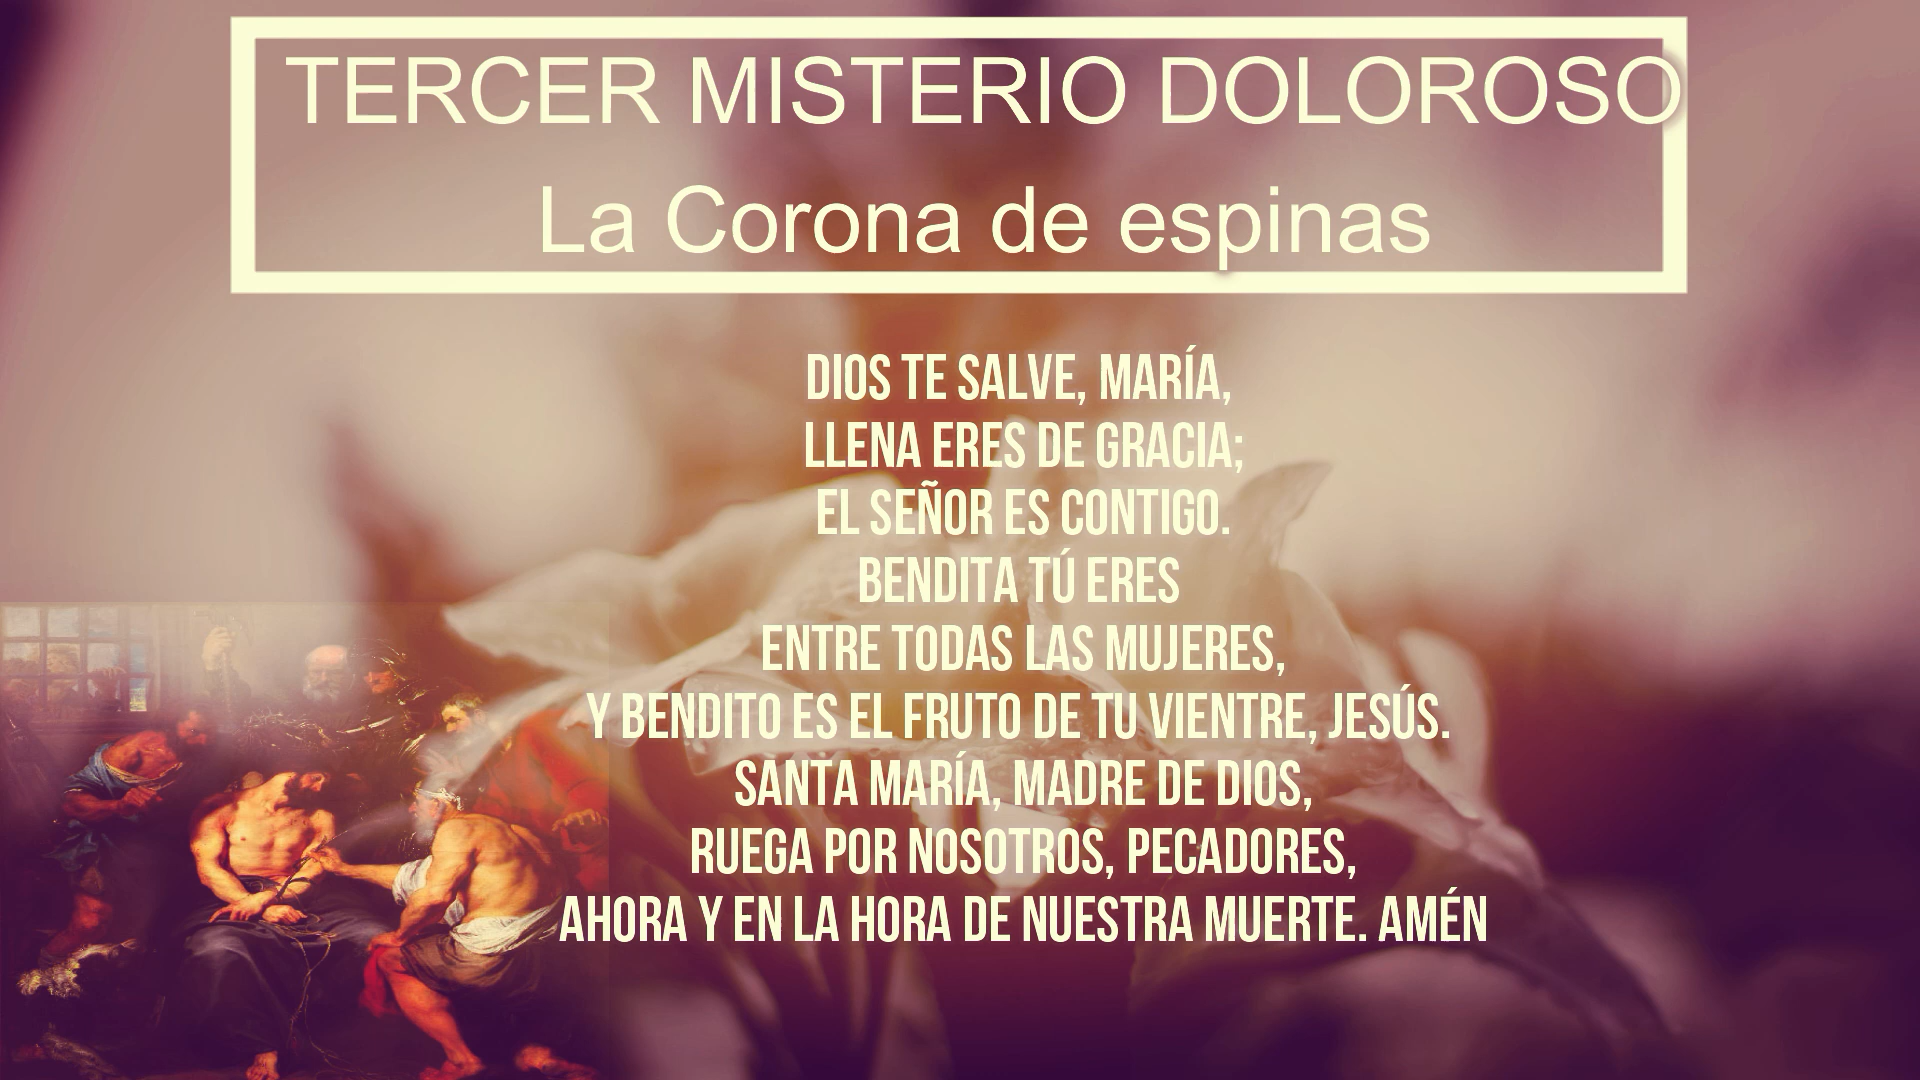 TERCER MISTERIO DOLOROSO
La Corona de espinas
DIOS TE SALVE, MARÍA,
LLENA ERES DE GRACIA;
EL SEÑOR ES CONTIGO.
BENDITA TÚ ERES
ENTRE TODAS LAS MUJERES,
Y BENDITO ES EL FRUTO DE TU VIENTRE, JESÚS.
SANTA MARÍA, MADRE DE DIOS,
RUEGA POR NOSOTROS, PECADORES,
AHORA Y EN LA HORA DE NUESTRA MUERTE. AMÉN